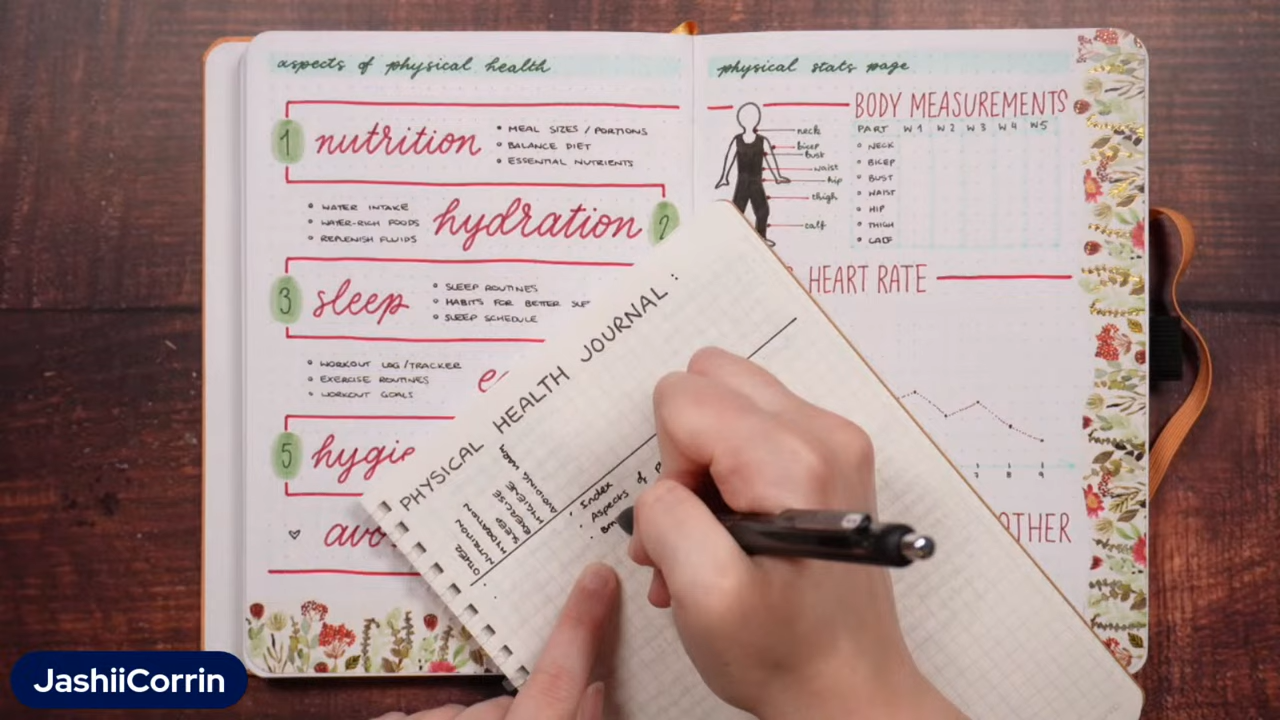 aspects of physical health
1 nutrition
• MEAL SIZES / PORTIONS
• BALANCE DIET
• ESSENTIAL NUTRIENTS
• WATER INTAKE
• WATER-RICH FOODS
• REPLENISH FLUIDS
hydration 2
3 sleep
• SLEEP ROUTINES
• HABITS FOR BETTER
• SLEEP SCHEDULE
• WORKOUT LOG/TRACKER
• EXERCISE ROUTINES
• WORKOUT GOALS
5
physical stats page
BODY MEASUREMENTS
neck
bicep
bust
waist
hip
thigh
calf
PART W1 W2 W3 W4 W5
• NECK
• BICEP
• BUST
• WAIST
• HIP
• THIGH
• CALF
HEART RATE
OTHER
PHYSICAL HEALTH JOURNAL:
OTHER
NUTRITION
HYDRATION
SLEEP
EXERCISE
HYGIENE
AVOIDING HARM
• Index
• Aspects of
JashiiCorrin